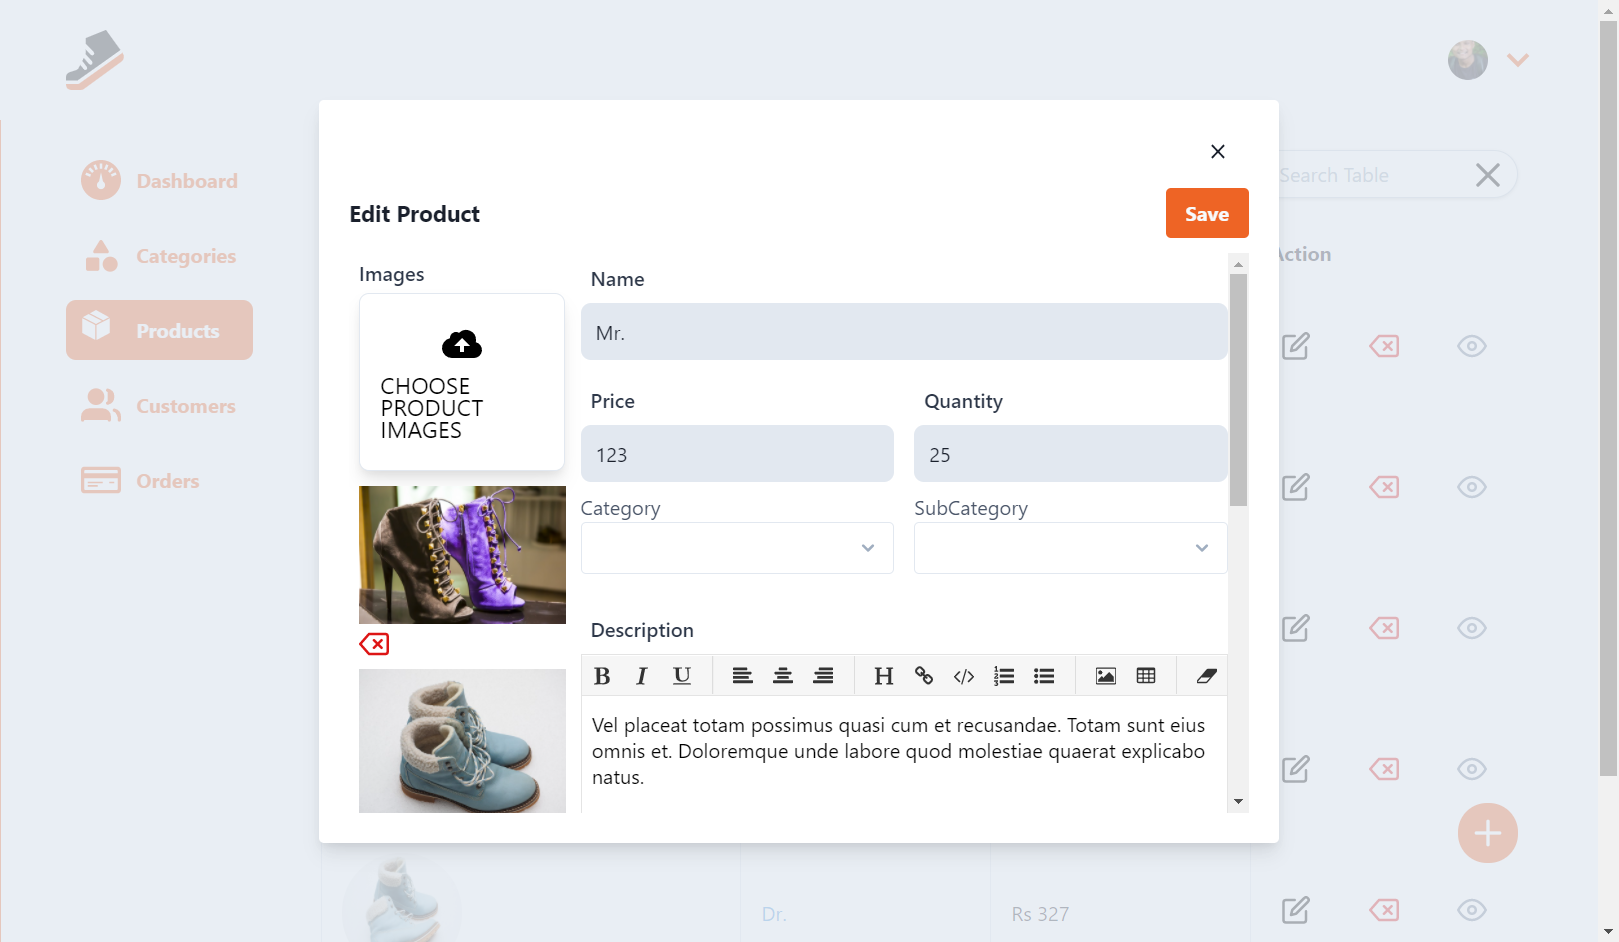 Dashboard
Categories
Products
Customers
Orders
Search Table
Action
Edit Product
Save
Images
CHOOSE
PRODUCT
IMAGES
Name
Mr.
Price
Quantity
123
25
Category
SubCategory
Description
B I U H
Vel placeat totam possimus quasi cum et recusandae. Totam sunt eius
omnis et. Doloremque unde labore quod molestiae quaerat explicabo
natus.
Dr.
Rs 327